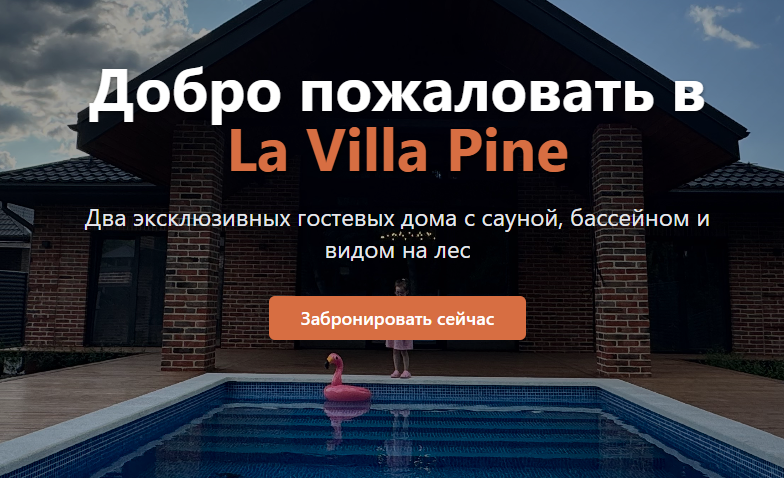 Добро пожаловать в
La Villa Pine
Два эксклюзивных гостевых дома с сауной, бассейном и
видом на лес
Забронировать сейчас